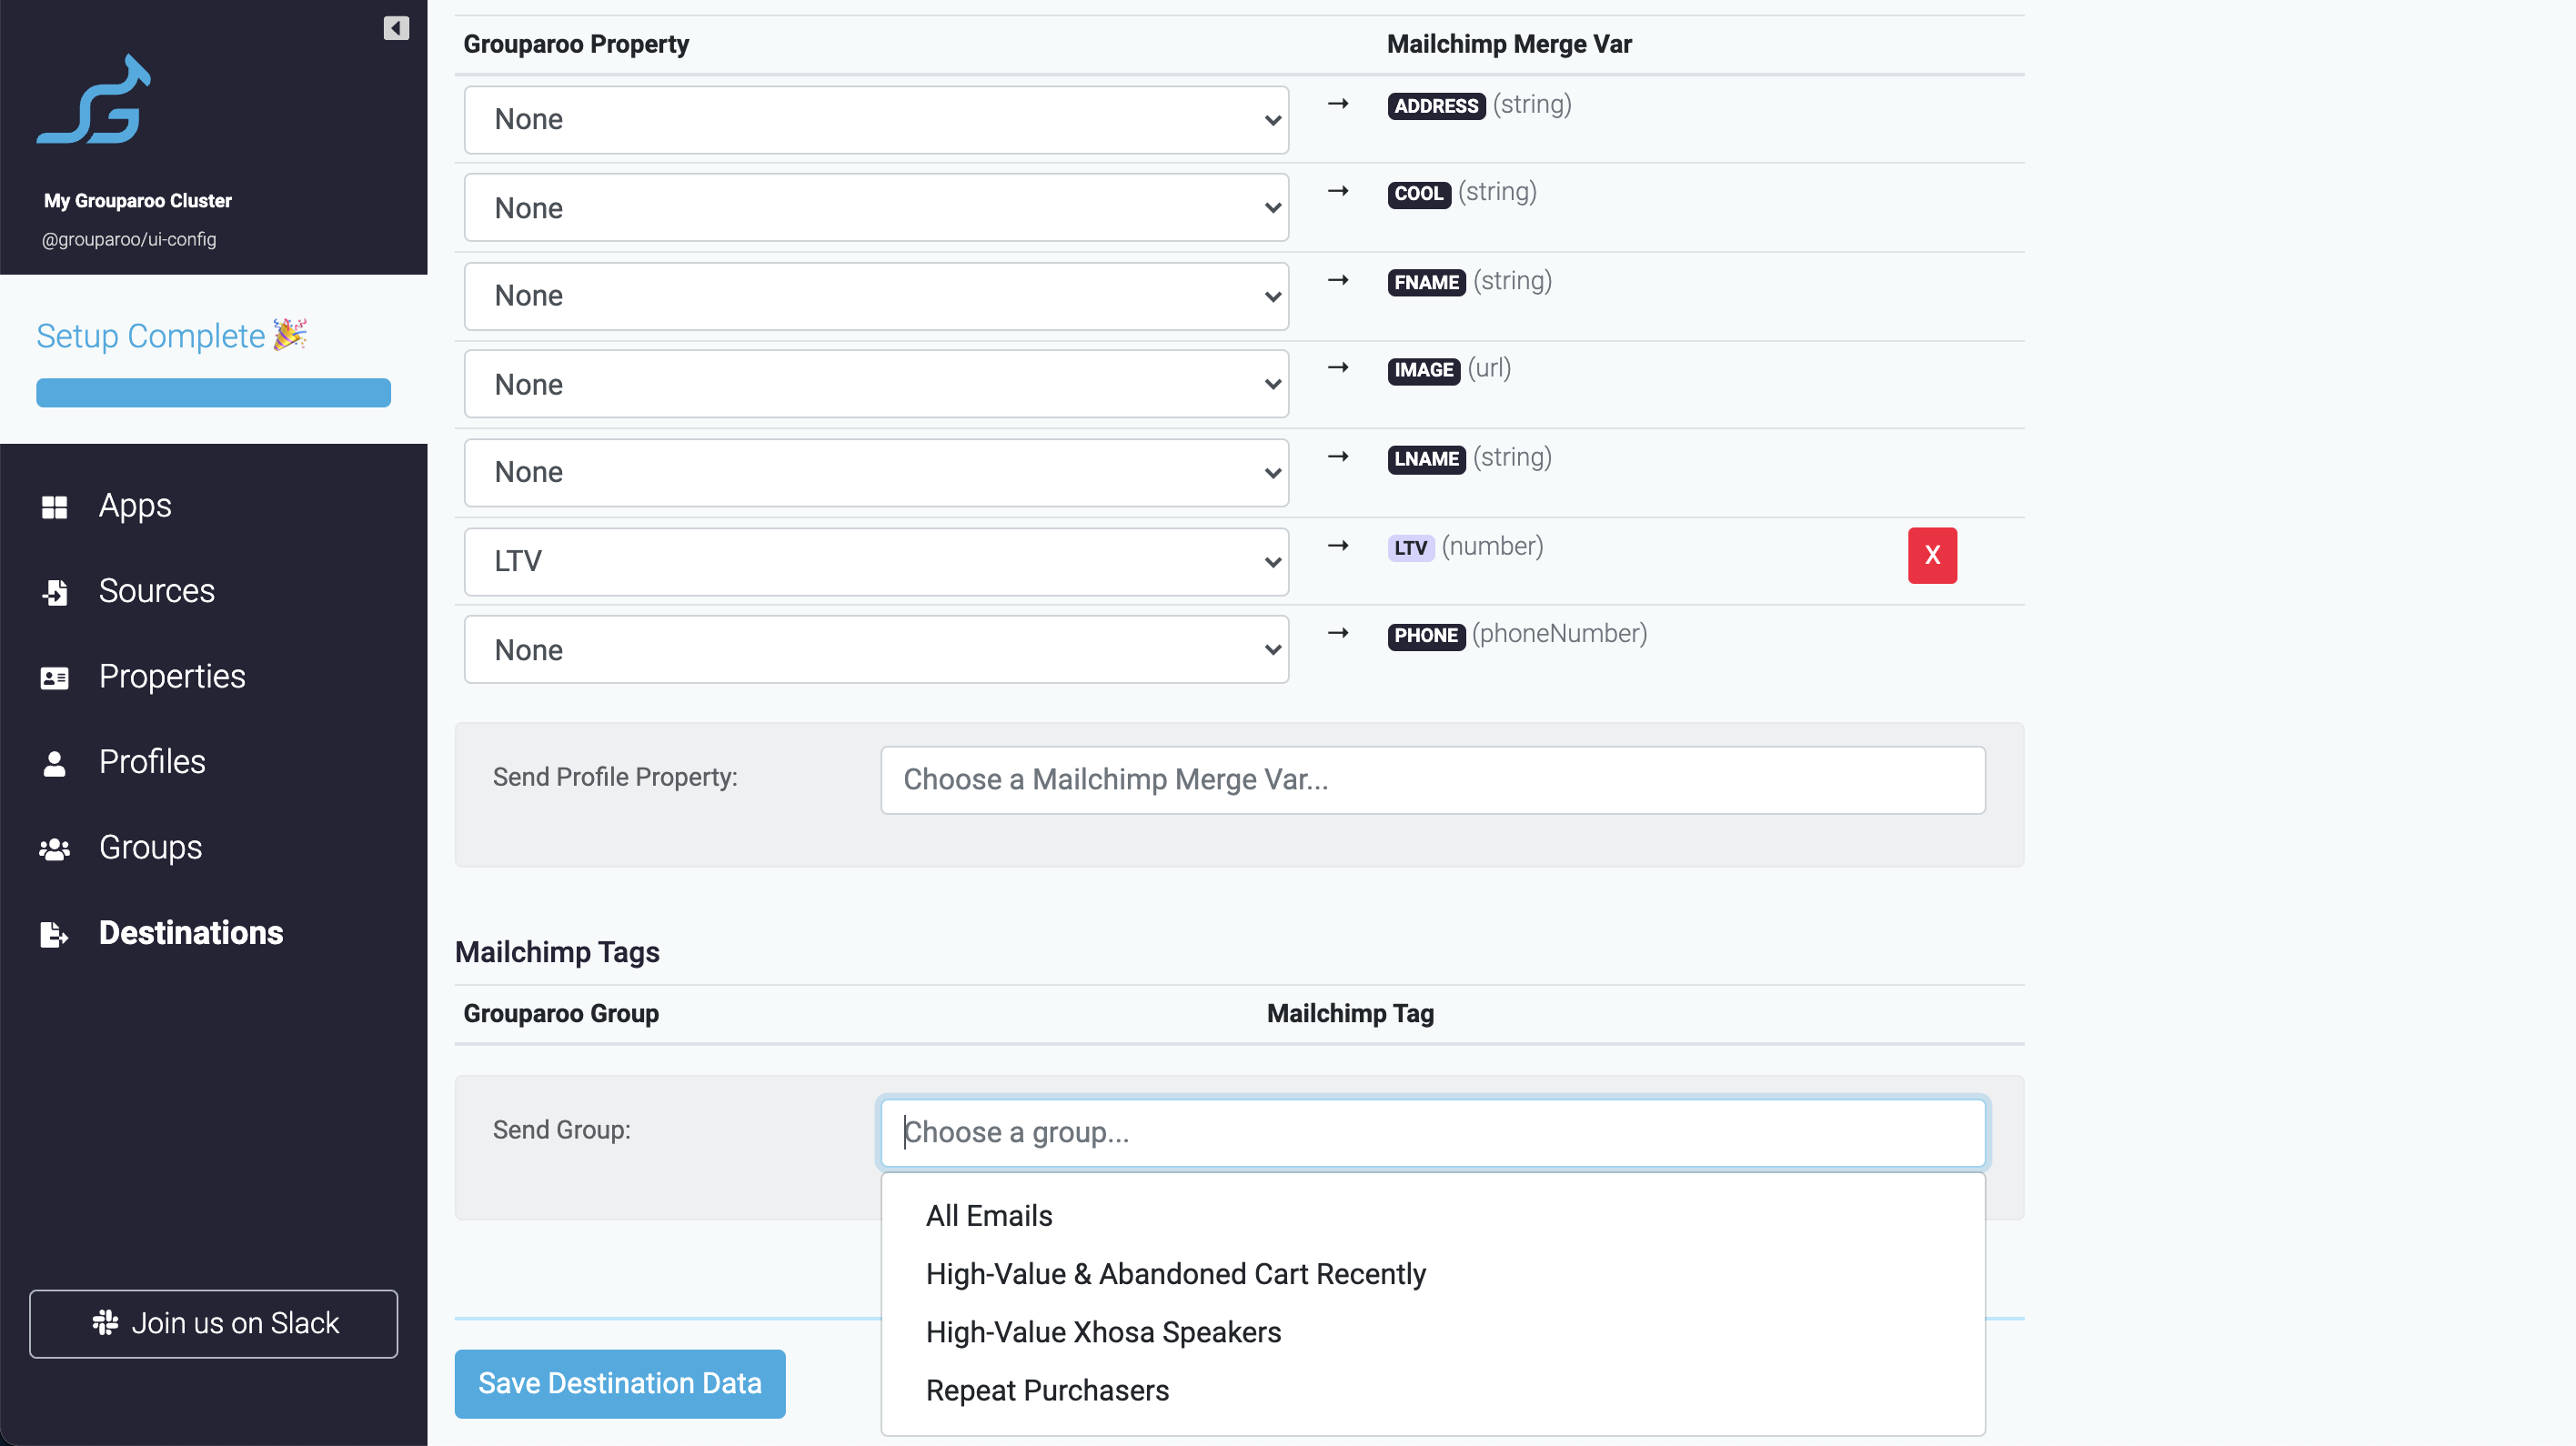 My Grouparoo Cluster
@grouparoo/ui-config
Setup Complete 🎉
Apps
Sources
Properties
Profiles
Groups
Destinations
Join us on Slack
Grouparoo Property Mailchimp Merge Var
None → ADDRESS (string)
None → COOL (string)
None → FNAME (string)
None → IMAGE (url)
None → LNAME (string)
LTV → LTV (number) X
None → PHONE (phoneNumber)
Send Profile Property: Choose a Mailchimp Merge Var...
Mailchimp Tags
Grouparoo Group Mailchimp Tag
Send Group: Choose a group...
All Emails
High-Value & Abandoned Cart Recently
High-Value Xhosa Speakers
Repeat Purchasers
Save Destination Data